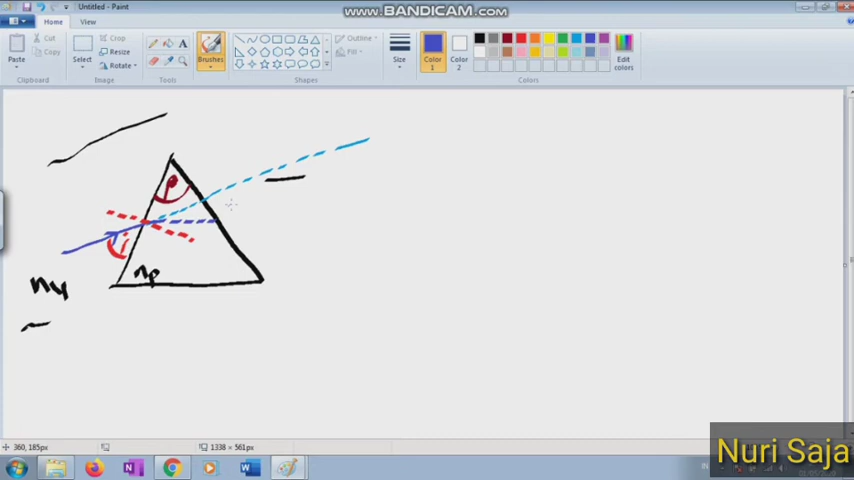 Untitled - Paint
www.BANDICAM.com
Home
View
Paste
Cut
Copy
Clipboard
Select
Crop
Resize
Rotate
Image
A
Tools
Brushes
Shapes
Outline
Fill
Size
Color 1
Color 2
Edit colors
Colors
np
nu
360, 185px
1338 × 561px
IN
Nuri Saja